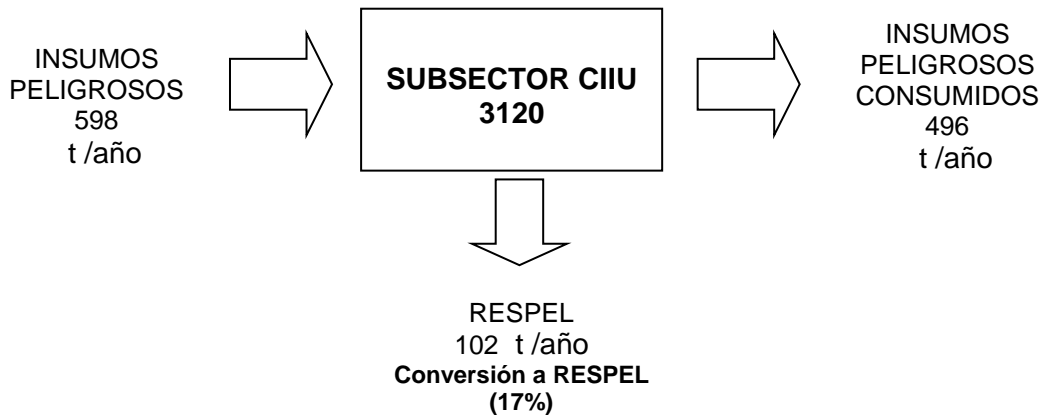 INSUMOS
PELIGROSOS
598
t /año
SUBSECTOR CIIU
3120
INSUMOS
PELIGROSOS
CONSUMIDOS
496
t /año
RESPEL
102 t /año
Conversión a RESPEL
(17%)